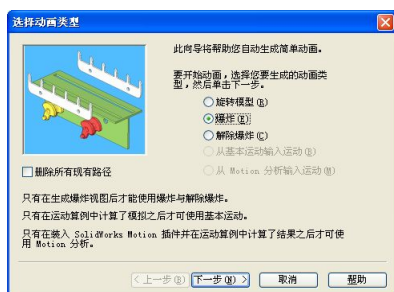 选择动画类型
此向导将帮助您自动生成简单动画。
要开始动画，选择您要生成的动画类
型，然后单击下一步。
旋转模型(R)
爆炸(E)
解除爆炸(C)
从基本运动输入运动(B)
从 Motion 分析输入运动(M)
删除所有现有路径
只有在生成爆炸视图后才能使用爆炸与解除爆炸。
只有在运动算例中计算了模拟之后才可使用基本运动。
只有在装入 SolidWorks Motion 插件并在运动算例中计算了结果之后才可使
用 Motion 分析。
<上一步(B) 下一步(N) > 取消 帮助